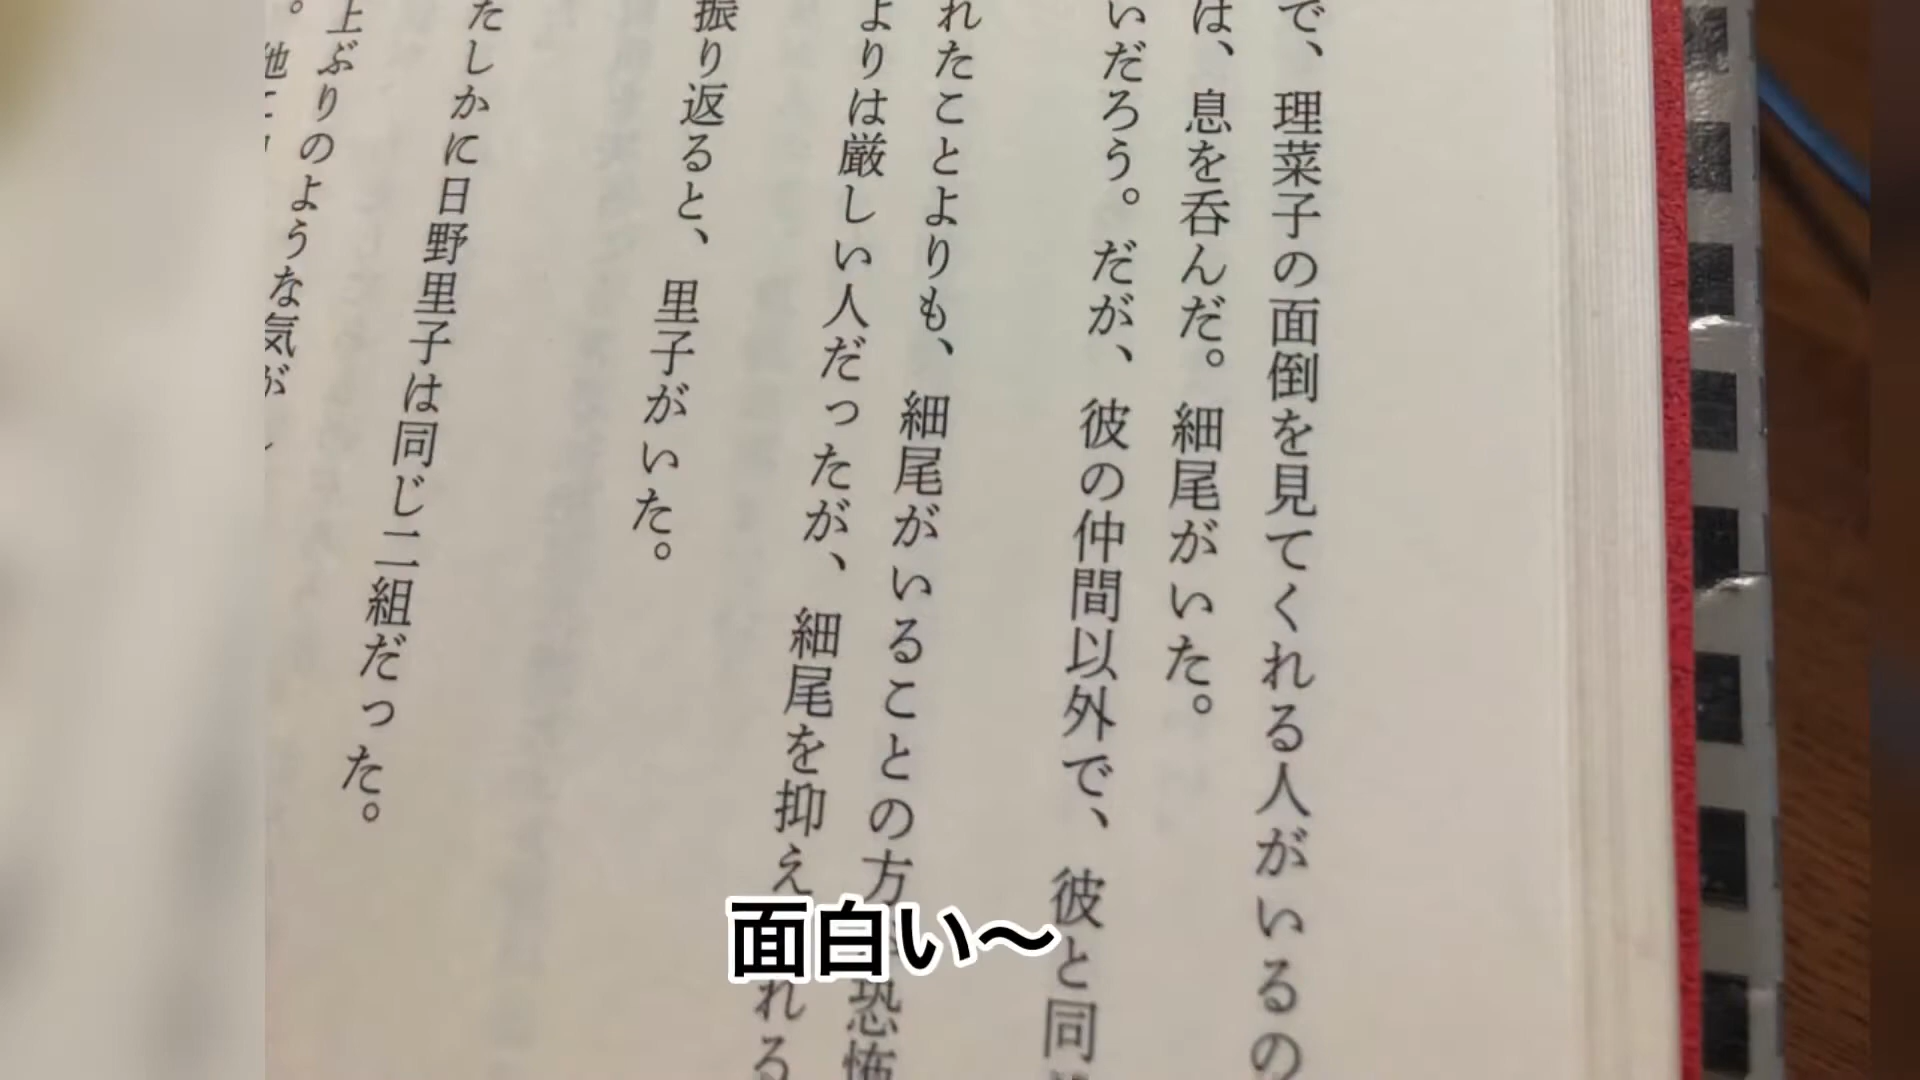 で、理菜子の面倒を見てくれる人がいるの
は、息を呑んだ。細尾がいた。
いだろう。だが、彼の仲間以外で、彼と同
れたことよりも、細尾がいることの方 恐怖
よりは厳しい人だったが、細尾を抑え れる
振り返ると、里子がいた。
たしかに日野里子は同じ二組だった。
上ぶりのような気が
面白い〜